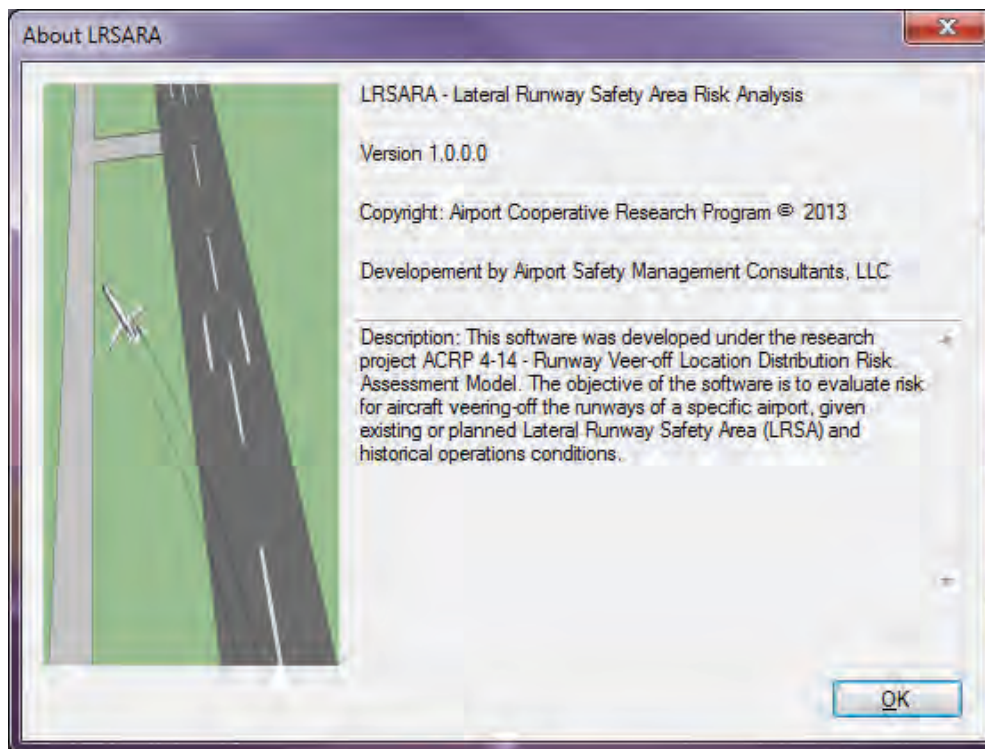 About LRSARA
LRSARA - Lateral Runway Safety Area Risk Analysis
Version 1.0.0.0
Copyright: Airport Cooperative Research Program © 2013
Developement by Airport Safety Management Consultants, LLC
Description: This software was developed under the research
project ACRP 4-14 - Runway Veer-off Location Distribution Risk
Assessment Model. The objective of the software is to evaluate risk
for aircraft veering-off the runways of a specific airport, given
existing or planned Lateral Runway Safety Area (LRSA) and
historical operations conditions.
OK